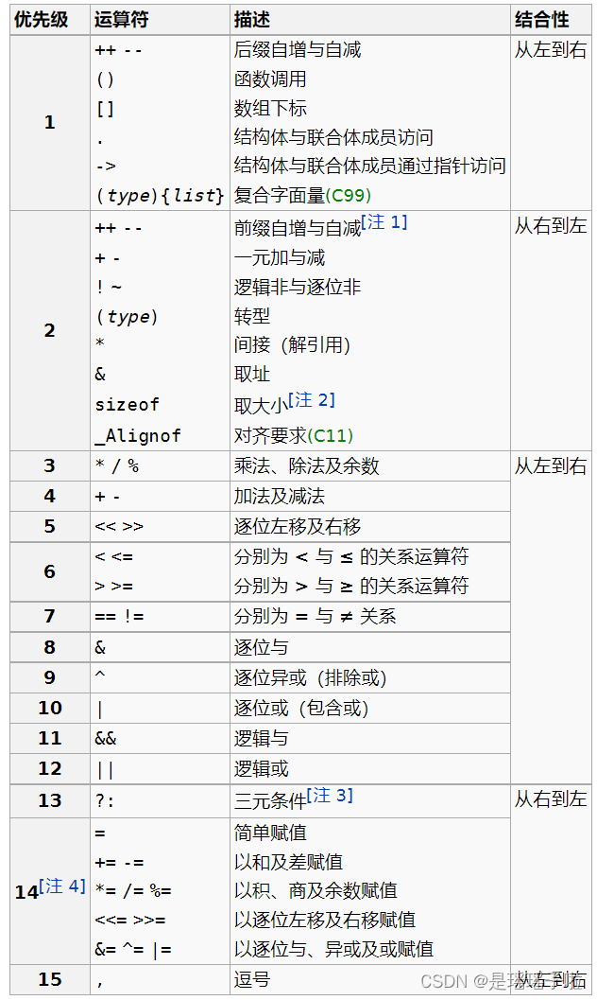 优先级 运算符 描述 结合性
1 ++ -- 后缀自增与自减 从左到右
() 函数调用
[] 数组下标
. 结构体与联合体成员访问
-> 结构体与联合体成员通过指针访问
(type){list} 复合字面量(C99)
2 ++ -- 前缀自增与自减[注 1] 从右到左
+ - 一元加与减
! ~ 逻辑非与逐位非
(type) 转型
* 间接（解引用）
& 取址
sizeof 取大小[注 2]
_Alignof 对齐要求(C11)
3 * / % 乘法、除法及余数 从左到右
4 + - 加法及减法
5 << >> 逐位左移及右移
6 < <= 分别为 < 与 ≤ 的关系运算符
> >= 分别为 > 与 ≥ 的关系运算符
7 == != 分别为 = 与 ≠ 关系
8 & 逐位与
9 ^ 逐位异或（排除或）
10 | 逐位或（包含或）
11 && 逻辑与
12 || 逻辑或
13 ?: 三元条件[注 3] 从右到左
14[注 4] = 简单赋值
+= -= 以和及差赋值
*= /= %= 以积、商及余数赋值
<<= >>= 以逐位左移及右移赋值
&= ^= |= 以逐位与、异或及或赋值
15 , 逗号 从左到右
CSDN @是瑶瑶子啦